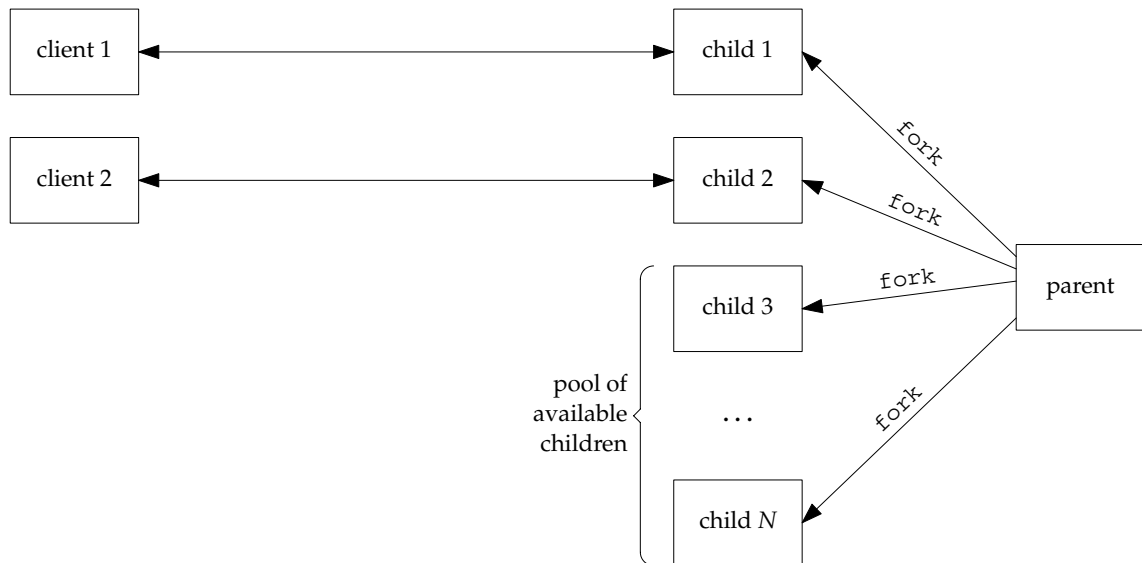 client 1
child 1
fork
client 2
child 2
fork
parent
child 3
fork
pool of
available
children
...
fork
child N